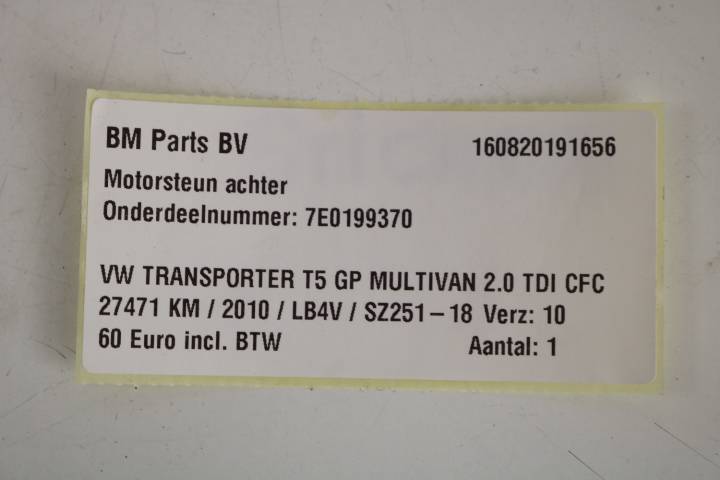 BM Parts BV 160820191656
Motorsteun achter
Onderdeelnummer: 7E0199370
VW TRANSPORTER T5 GP MULTIVAN 2.0 TDI CFC
27471 KM / 2010 / LB4V / SZ251-18 Verz: 10
60 Euro incl. BTW Aantal: 1